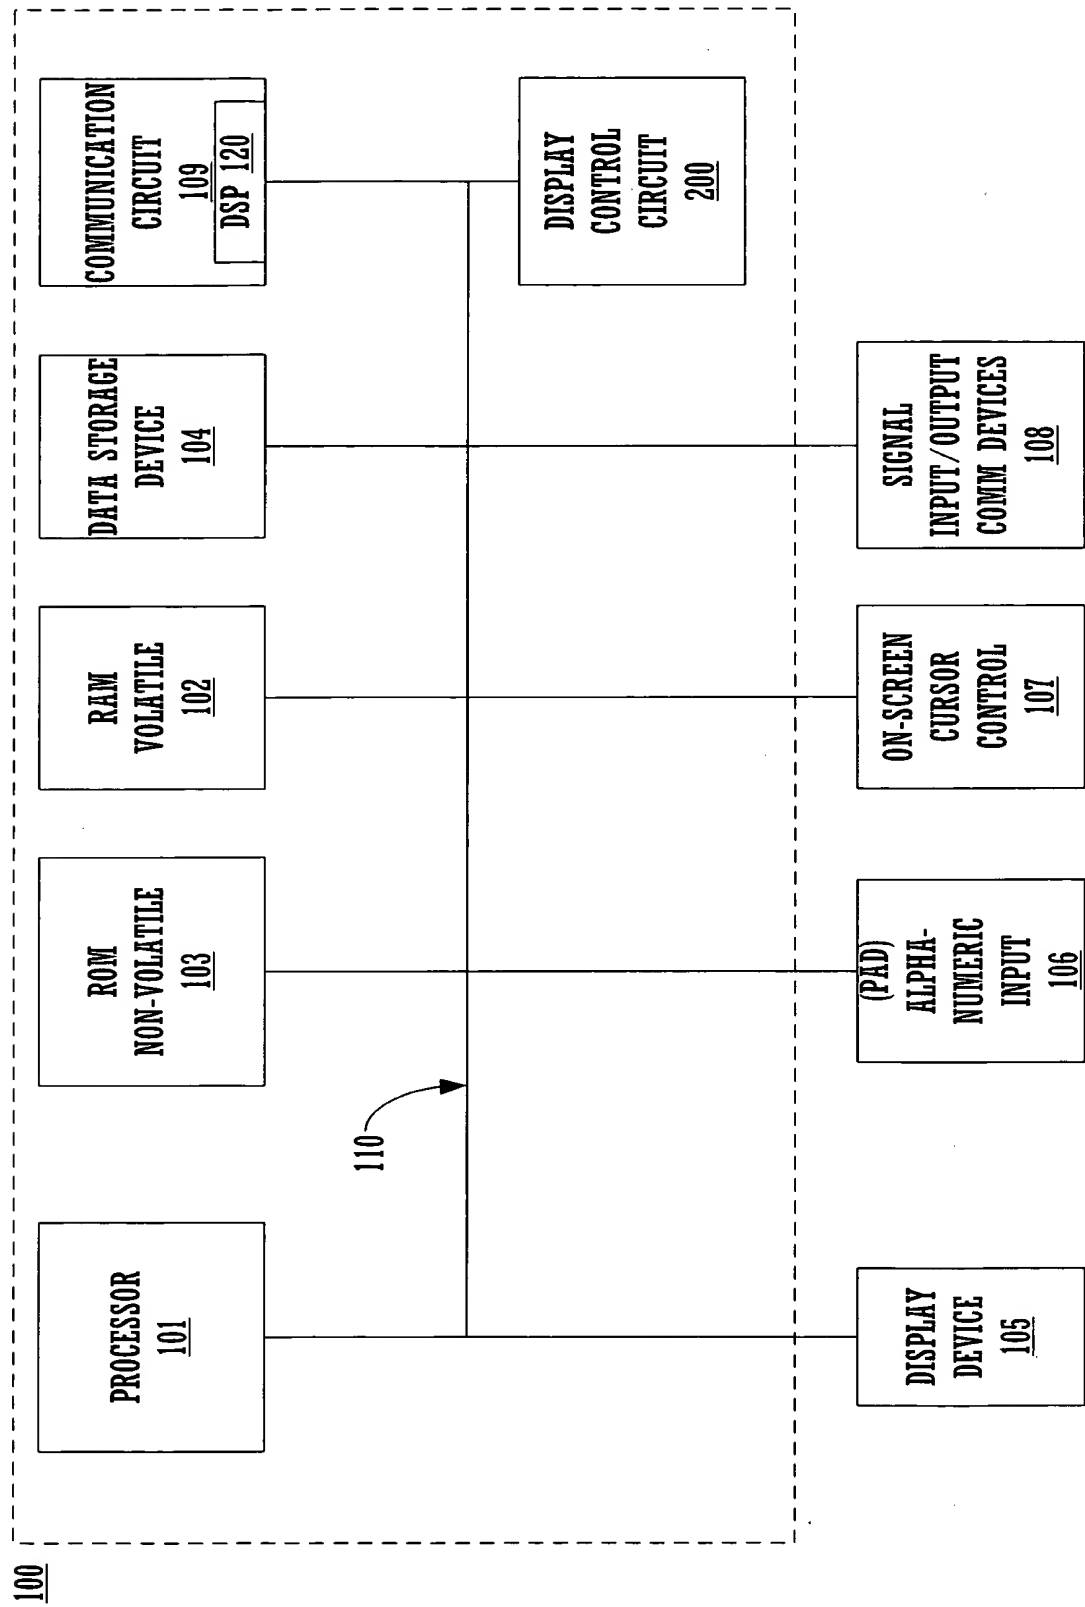 100
PROCESSOR
101
ROM
NON-VOLATILE
103
RAM
VOLATILE
102
DATA STORAGE
DEVICE
104
COMMUNICATION
CIRCUIT
109
DSP 120
110
DISPLAY
CONTROL
CIRCUIT
200
DISPLAY
DEVICE
105
(PAD)
ALPHA-
NUMERIC
INPUT
106
ON-SCREEN
CURSOR
CONTROL
107
SIGNAL
INPUT/OUTPUT
COMM DEVICES
108